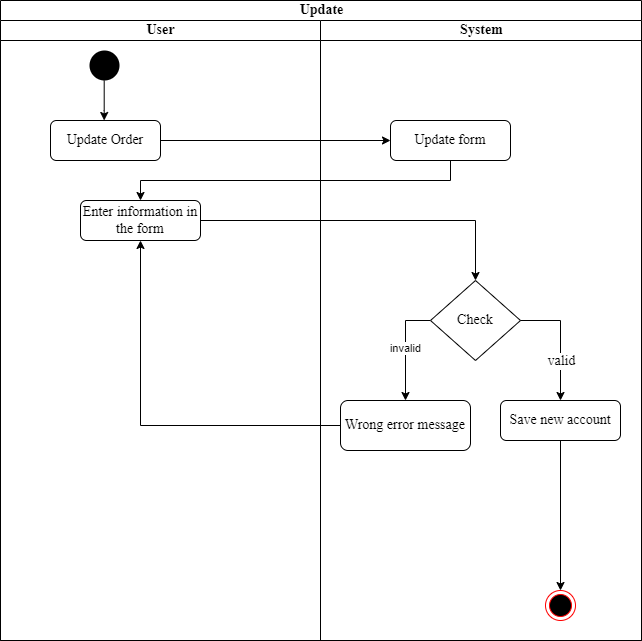 Update
User
System
Update Order
Update form
Enter information in
the form
Check
invalid
valid
Wrong error message
Save new account